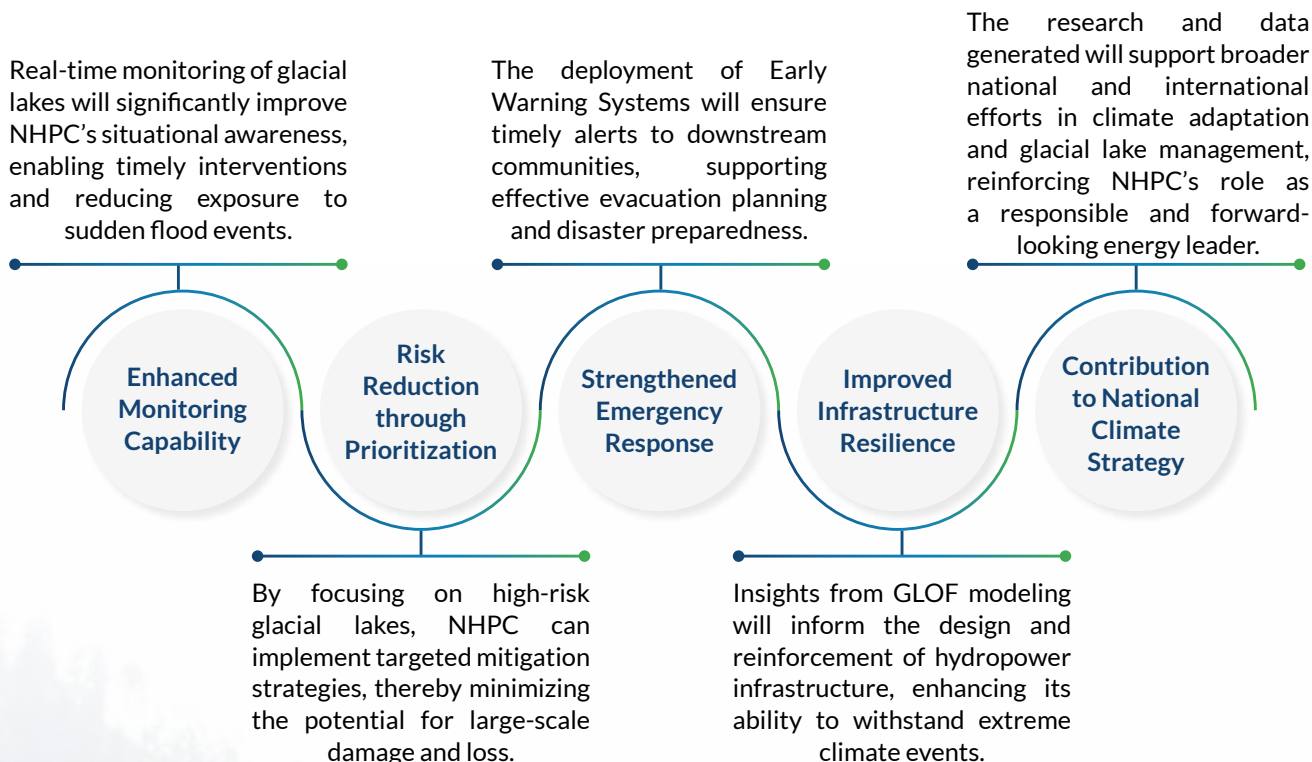 Real-time monitoring of glacial
lakes will significantly improve
NHPC’s situational awareness,
enabling timely interventions
and reducing exposure to
sudden flood events.
Enhanced
Monitoring
Capability
Risk
Reduction
through
Prioritization
By focusing on high-risk
glacial lakes, NHPC can
implement targeted mitigation
strategies, thereby minimizing
the potential for large-scale
damage and loss.
The deployment of Early
Warning Systems will ensure
timely alerts to downstream
communities, supporting
effective evacuation planning
and disaster preparedness.
Strengthened
Emergency
Response
Improved
Infrastructure
Resilience
Insights from GLOF modeling
will inform the design and
reinforcement of hydropower
infrastructure, enhancing its
ability to withstand extreme
climate events.
The research and data
generated will support broader
national and international
efforts in climate adaptation
and glacial lake management,
reinforcing NHPC’s role as
a responsible and forward-
looking energy leader.
Contribution
to National
Climate
Strategy